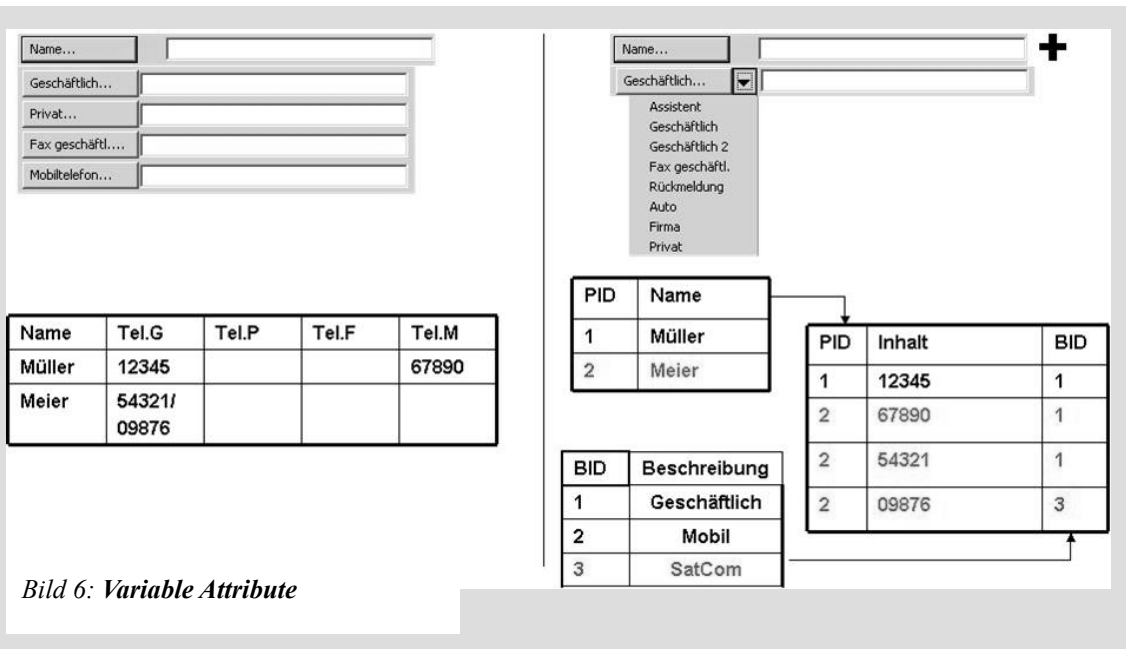 Name...
Geschäftlich...
Privat...
Fax geschäftl....
Mobiltelefon...
Name Tel.G Tel.P Tel.F Tel.M
Müller 12345 67890
Meier 54321/
09876
Name...
Geschäftlich...
Assistent
Geschäftlich
Geschäftlich 2
Fax geschäftl.
Rückmeldung
Auto
Firma
Privat
PID Name
1 Müller
2 Meier
PID Inhalt BID
1 12345 1
2 67890 1
2 54321 1
2 09876 3
BID Beschreibung
1 Geschäftlich
2 Mobil
3 SatCom
Bild 6: Variable Attribute